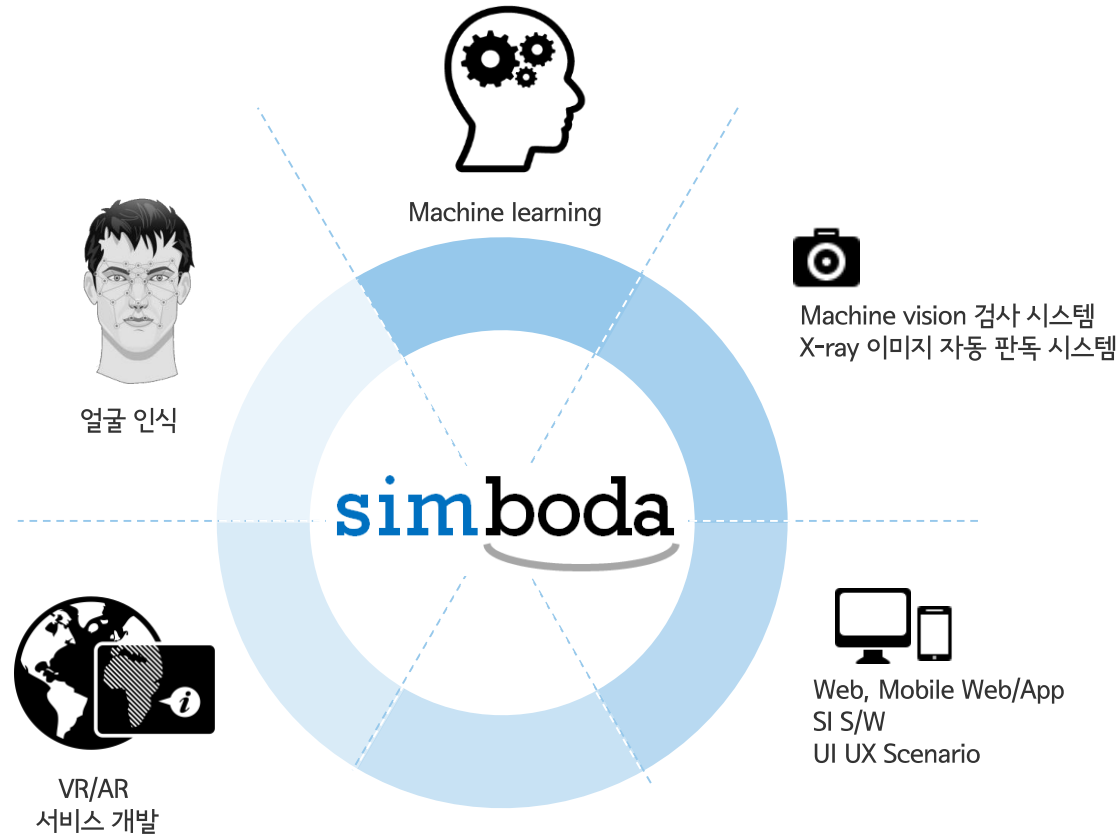 Machine learning
Machine vision 검사 시스템
X-ray 이미지 자동 판독 시스템
얼굴 인식
simboda
Web, Mobile Web/App
SI S/W
UI UX Scenario
i
VR/AR
서비스 개발